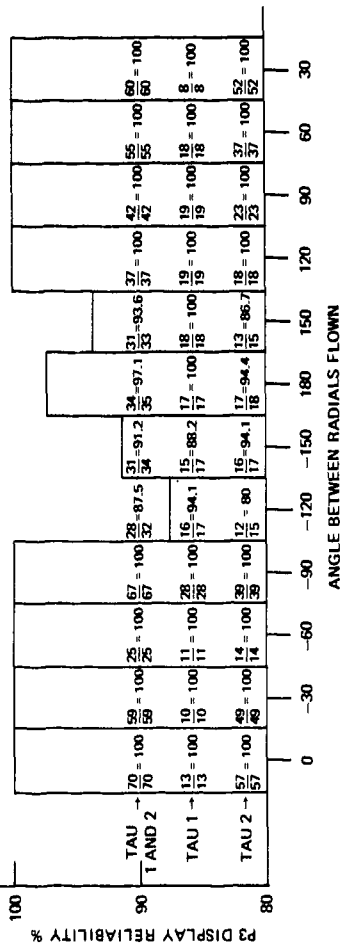 P3 DISPLAY RELIABILITY %
100
90
80
TAU 1 AND 2 → 70/70 = 100 59/59 = 100 25/25 = 100 67/67 = 100 28/32 = 87.5 31/34 = 91.2 34/35 = 97.1 31/33 = 93.6 37/37 = 100 42/42 = 100 55/55 = 100 60/60 = 100
TAU 1 → 13/13 = 100 10/10 = 100 11/11 = 100 28/28 = 100 16/17 = 94.1 15/17 = 88.2 17/17 = 100 18/18 = 100 19/19 = 100 19/19 = 100 18/18 = 100 8/8 = 100
TAU 2 → 57/57 = 100 49/49 = 100 14/14 = 100 39/39 = 100 12/15 = 80 16/17 = 94.1 17/18 = 94.4 13/15 = 86.7 18/18 = 100 23/23 = 100 37/37 = 100 52/52 = 100
0 −30 −60 −90 −120 −150 180 150 120 90 60 30
ANGLE BETWEEN RADIALS FLOWN